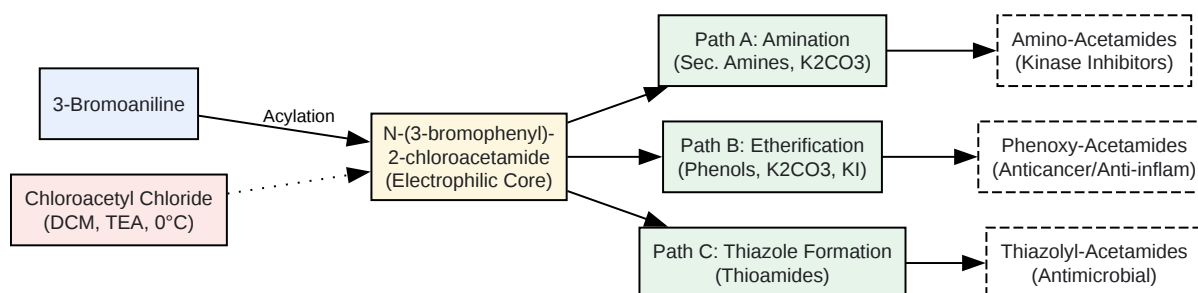 3-Bromoaniline
Chloroacetyl Chloride
(DCM, TEA, 0°C)
Acylation
N-(3-bromophenyl)-
2-chloroacetamide
(Electrophilic Core)
Path A: Amination
(Sec. Amines, K2CO3)
Amino-Acetamides
(Kinase Inhibitors)
Path B: Etherification
(Phenols, K2CO3, KI)
Phenoxy-Acetamides
(Anticancer/Anti-inflam)
Path C: Thiazole Formation
(Thioamides)
Thiazolyl-Acetamides
(Antimicrobial)